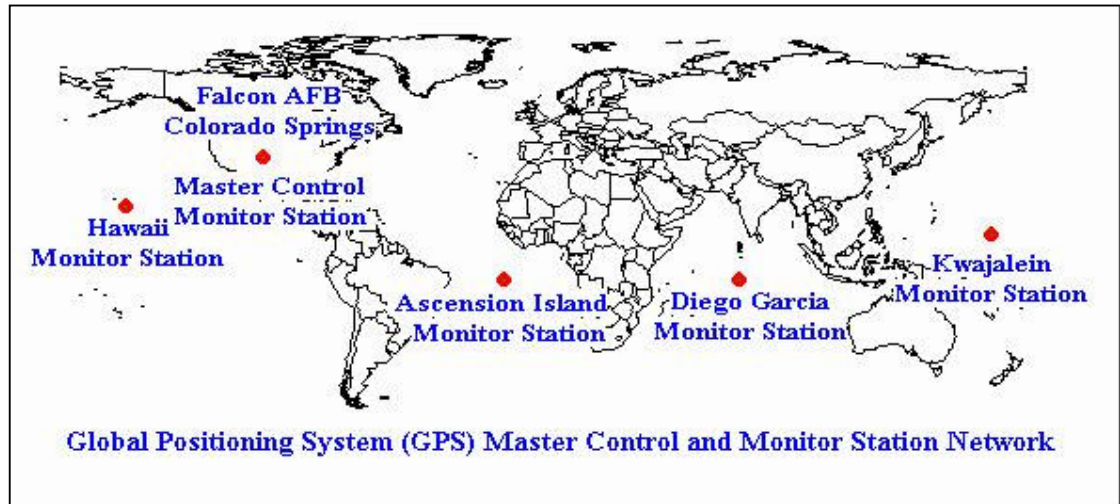 Falcon AFB
Colorado Springs
Master Control
Monitor Station
Hawaii
Monitor Station
Ascension Island
Monitor Station
Diego Garcia
Monitor Station
Kwajalein
Monitor Station
Global Positioning System (GPS) Master Control and Monitor Station Network